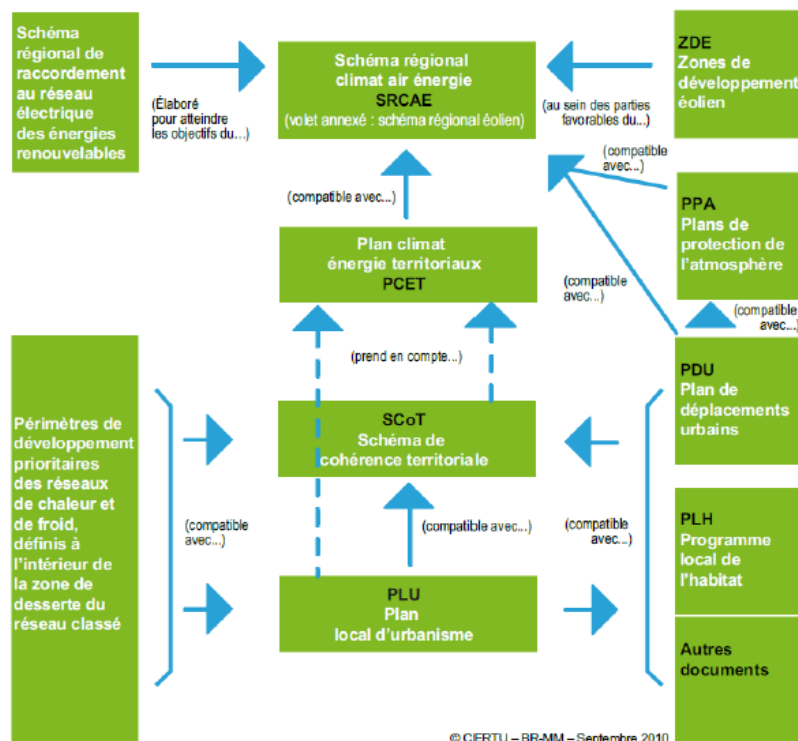 Schéma
régional de
raccordement
au réseau
électrique
des énergies
renouvelables
(Élaboré
pour atteindre
les objectifs du...)
Schéma régional
climat air énergie
SRCAE
(volet annexé : schéma régional éolien)
(au sein des parties
favorables du...)
ZDE
Zones de
développement
éolien
(compatible
avec...)
(compatible avec...)
PPA
Plans de
protection de
l'atmosphère
Plan climat
énergie territoriaux
PCET
(compatible
avec...)
(compatible
avec...)
(prend en compte...)
PDU
Plan de
déplacements
urbains
Périmètres de
développement
prioritaires
des réseaux
de chaleur et
de froid,
définis à
l'intérieur de
la zone de
desserte du
réseau classé
SCoT
Schéma de
cohérence territoriale
(compatible
avec...)
(compatible avec...)
(compatible
avec...)
PLH
Programme
local de
l'habitat
PLU
Plan
local d'urbanisme
Autres
documents
© CERTU – BR-MM – Septembre 2010